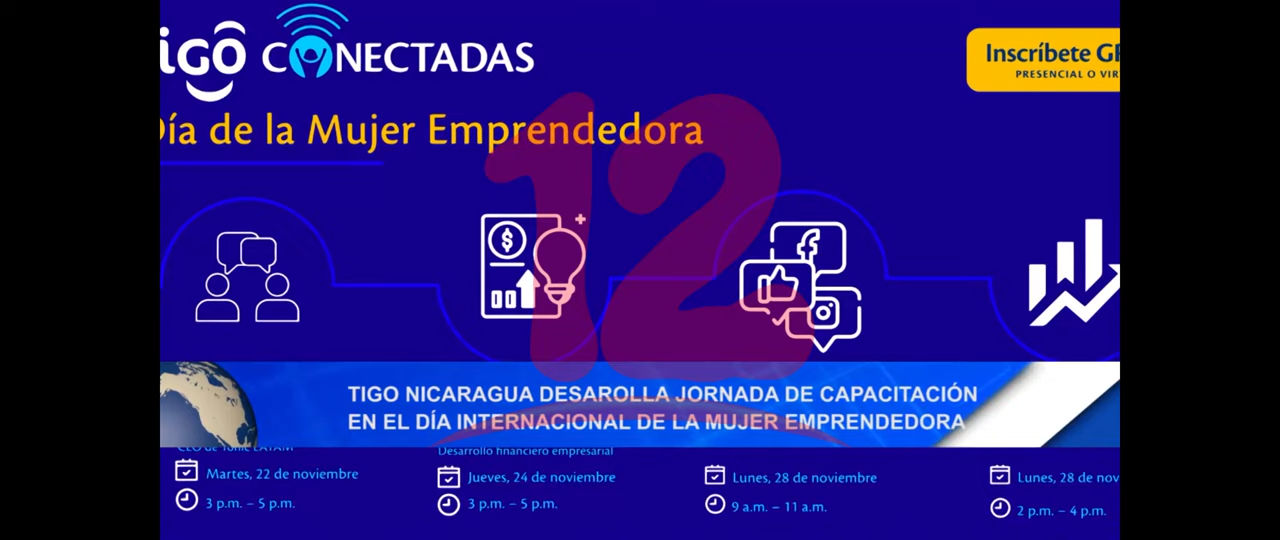 tigô CONECTADAS
Inscríbete GR
PRESENCIAL O VIR
Día de la Mujer Emprendedora
12
$
TIGO NICARAGUA DESAROLLA JORNADA DE CAPACITACIÓN
EN EL DÍA INTERNACIONAL DE LA MUJER EMPRENDEDORA
Desarrollo financiero empresarial
Martes, 22 de noviembre
3 p.m. – 5 p.m.
Jueves, 24 de noviembre
3 p.m. – 5 p.m.
Lunes, 28 de noviembre
9 a.m. – 11 a.m.
Lunes, 28 de nov
2 p.m. – 4 p.m.